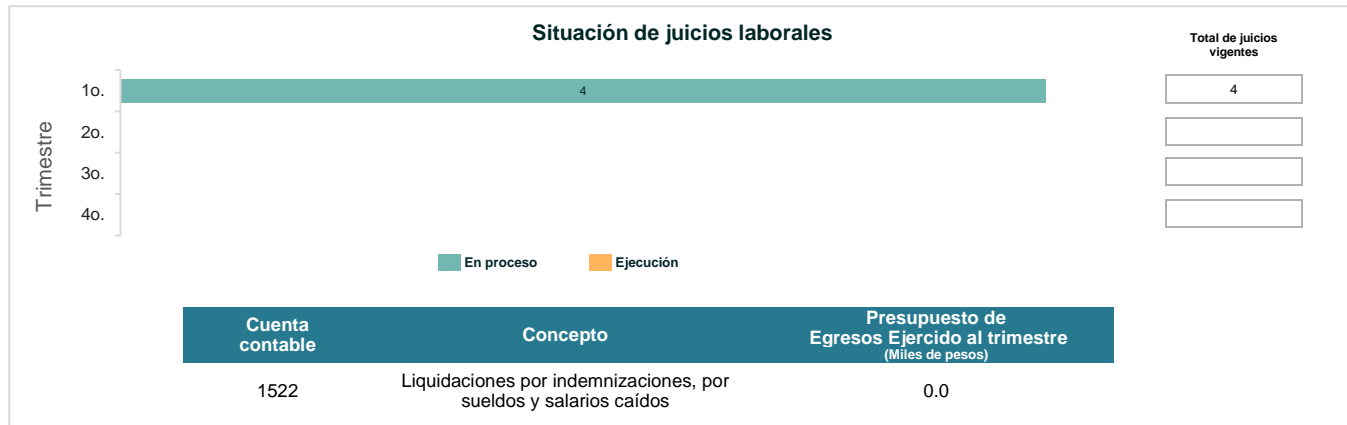 Situación de juicios laborales
Total de juicios
vigentes
Trimestre
1o.
4
4
2o.
3o.
4o.
En proceso
Ejecución
Cuenta
contable
Concepto
Presupuesto de
Egresos Ejercido al trimestre
(Miles de pesos)
1522
Liquidaciones por indemnizaciones, por
sueldos y salarios caídos
0.0